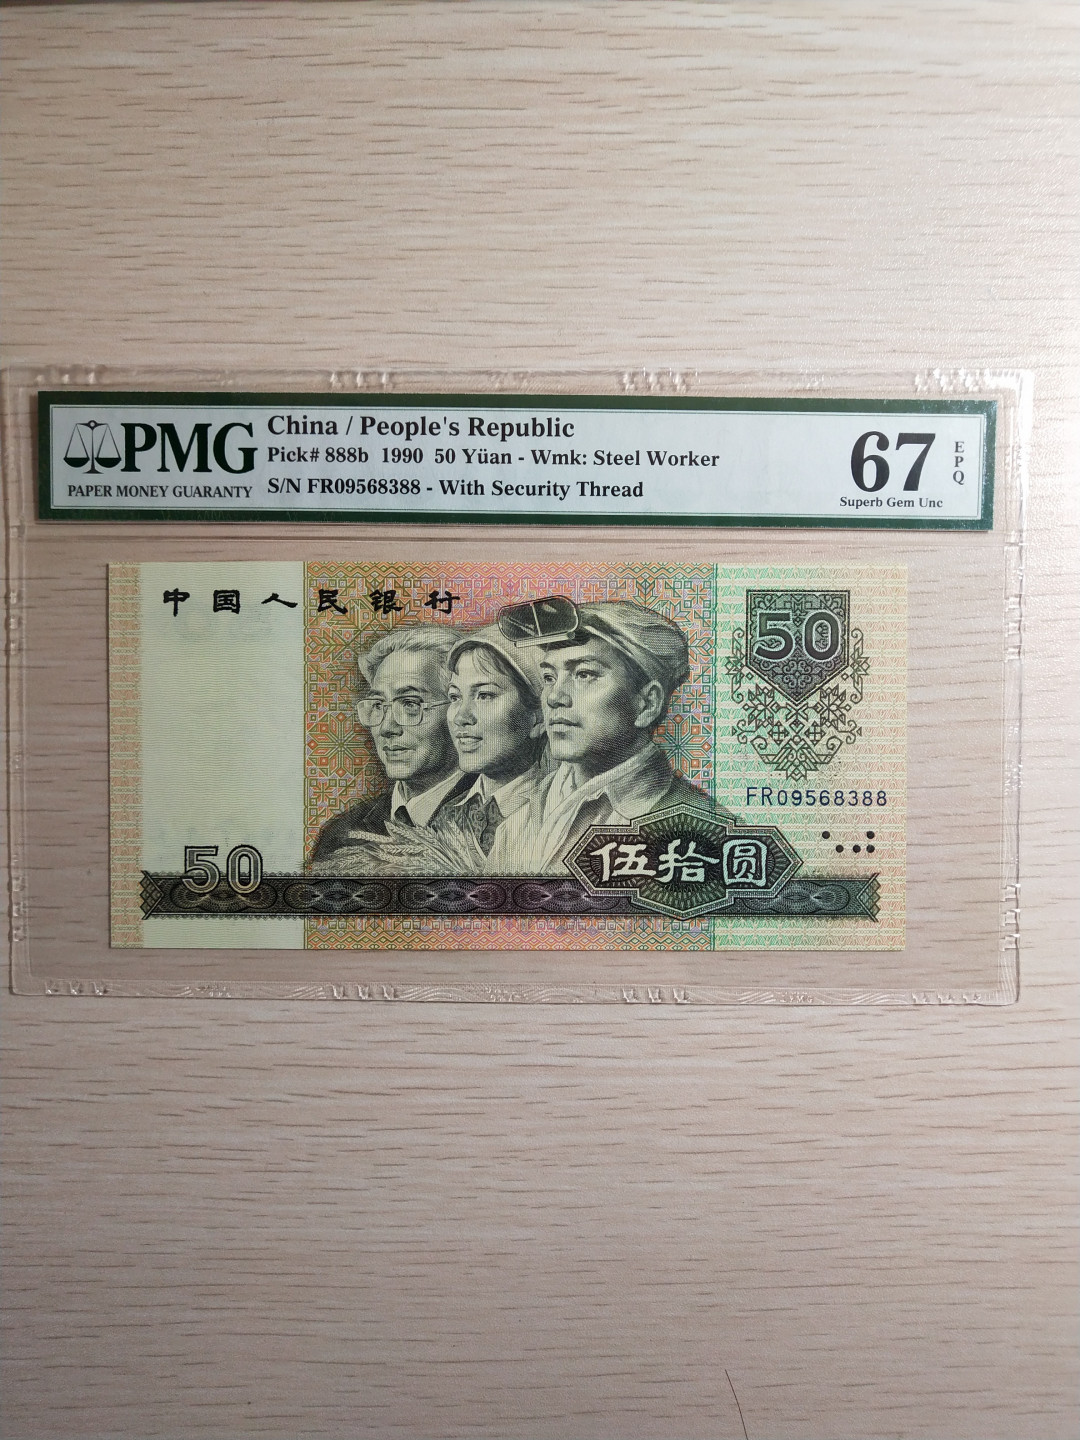 PMG
PAPER MONEY GUARANTY
China / People's Republic
Pick# 888b 1990 50 Yüan - Wmk: Steel Worker
S/N FR09568388 - With Security Thread
67
Superb Gem Unc
EPQ
中国人民银行
50
FR09568388
50
伍拾圆